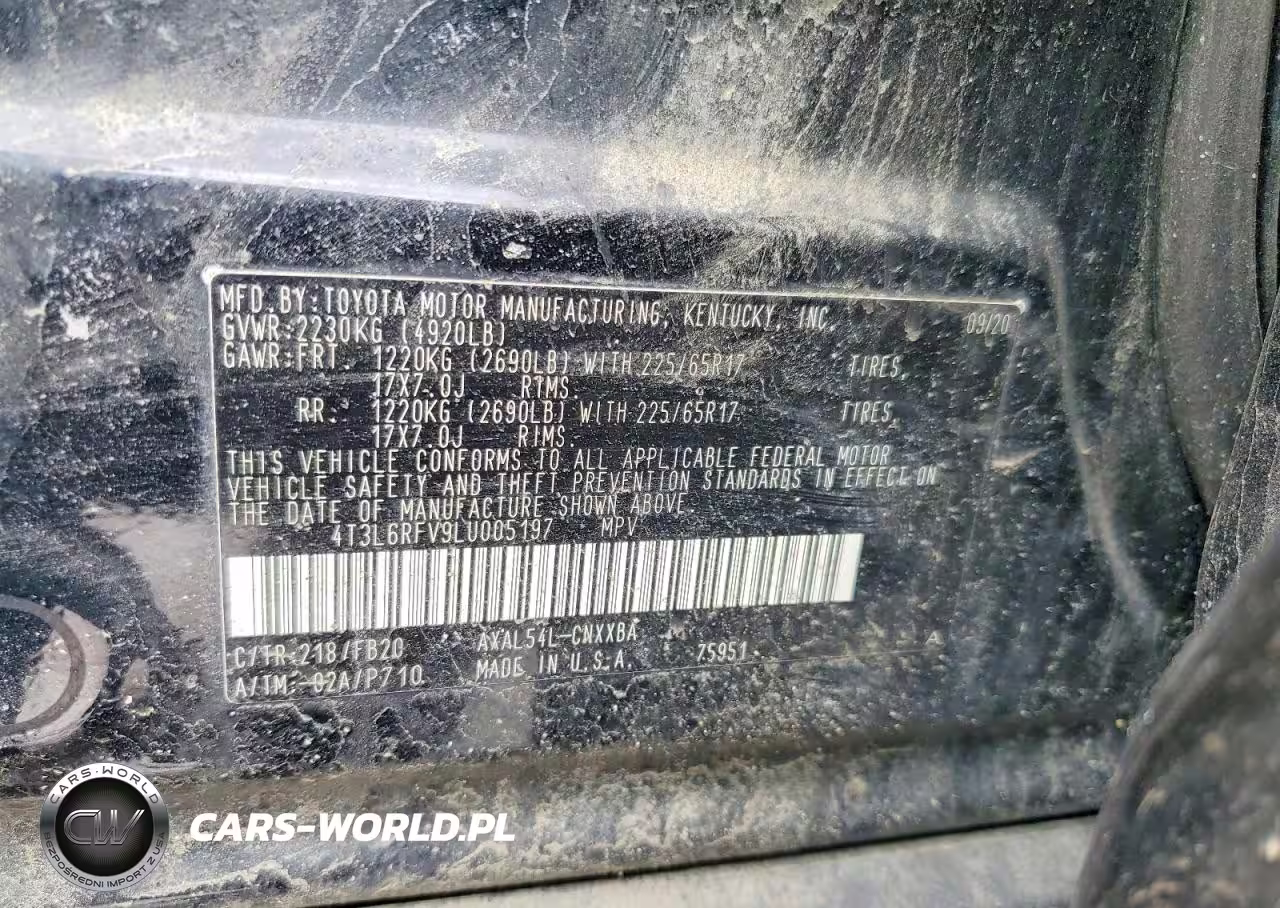 MFD.BY:TOYOTA MOTOR MANUFACTURING, KENTUCKY, INC. 09/20
GVWR:2230KG (4920LB)
GAWR:FRT. 1220KG (2690LB) WITH 225/65R17 TIRES,
17X7.0J RIMS.
RR. 1220KG (2690LB) WITH 225/65R17 TIRES,
17X7.0J RIMS.
THIS VEHICLE CONFORMS TO ALL APPLICABLE FEDERAL MOTOR
VEHICLE SAFETY AND THEFT PREVENTION STANDARDS IN EFFECT ON
THE DATE OF MANUFACTURE SHOWN ABOVE.
4T3L6RFV9LU005197 MPV
C/TR:218/FB20 AXAL54L-CNXXBA A
A/TM:-02A/P710 MADE IN U.S.A. 75951
CARS-WORLD
CW
BEZPOŚREDNI IMPORT Z USA
CARS-WORLD.PL